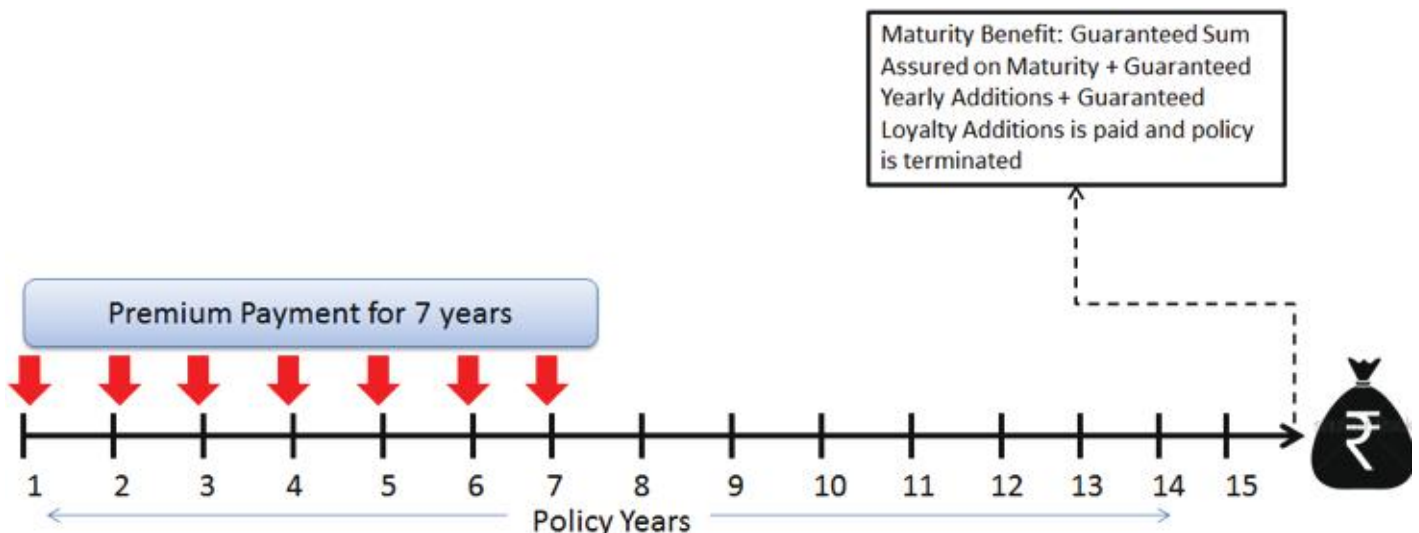 Maturity Benefit: Guaranteed Sum
Assured on Maturity + Guaranteed
Yearly Additions + Guaranteed
Loyalty Additions is paid and policy
is terminated
Premium Payment for 7 years
1 2 3 4 5 6 7 8 9 10 11 12 13 14 15
Policy Years
₹